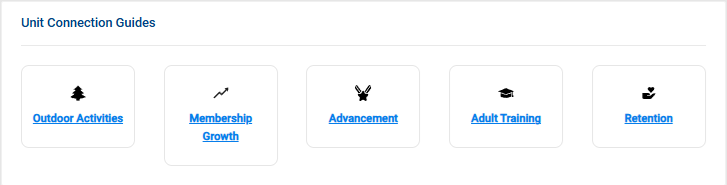 Unit Connection Guides
Outdoor Activities
Membership
Growth
Advancement
Adult Training
Retention